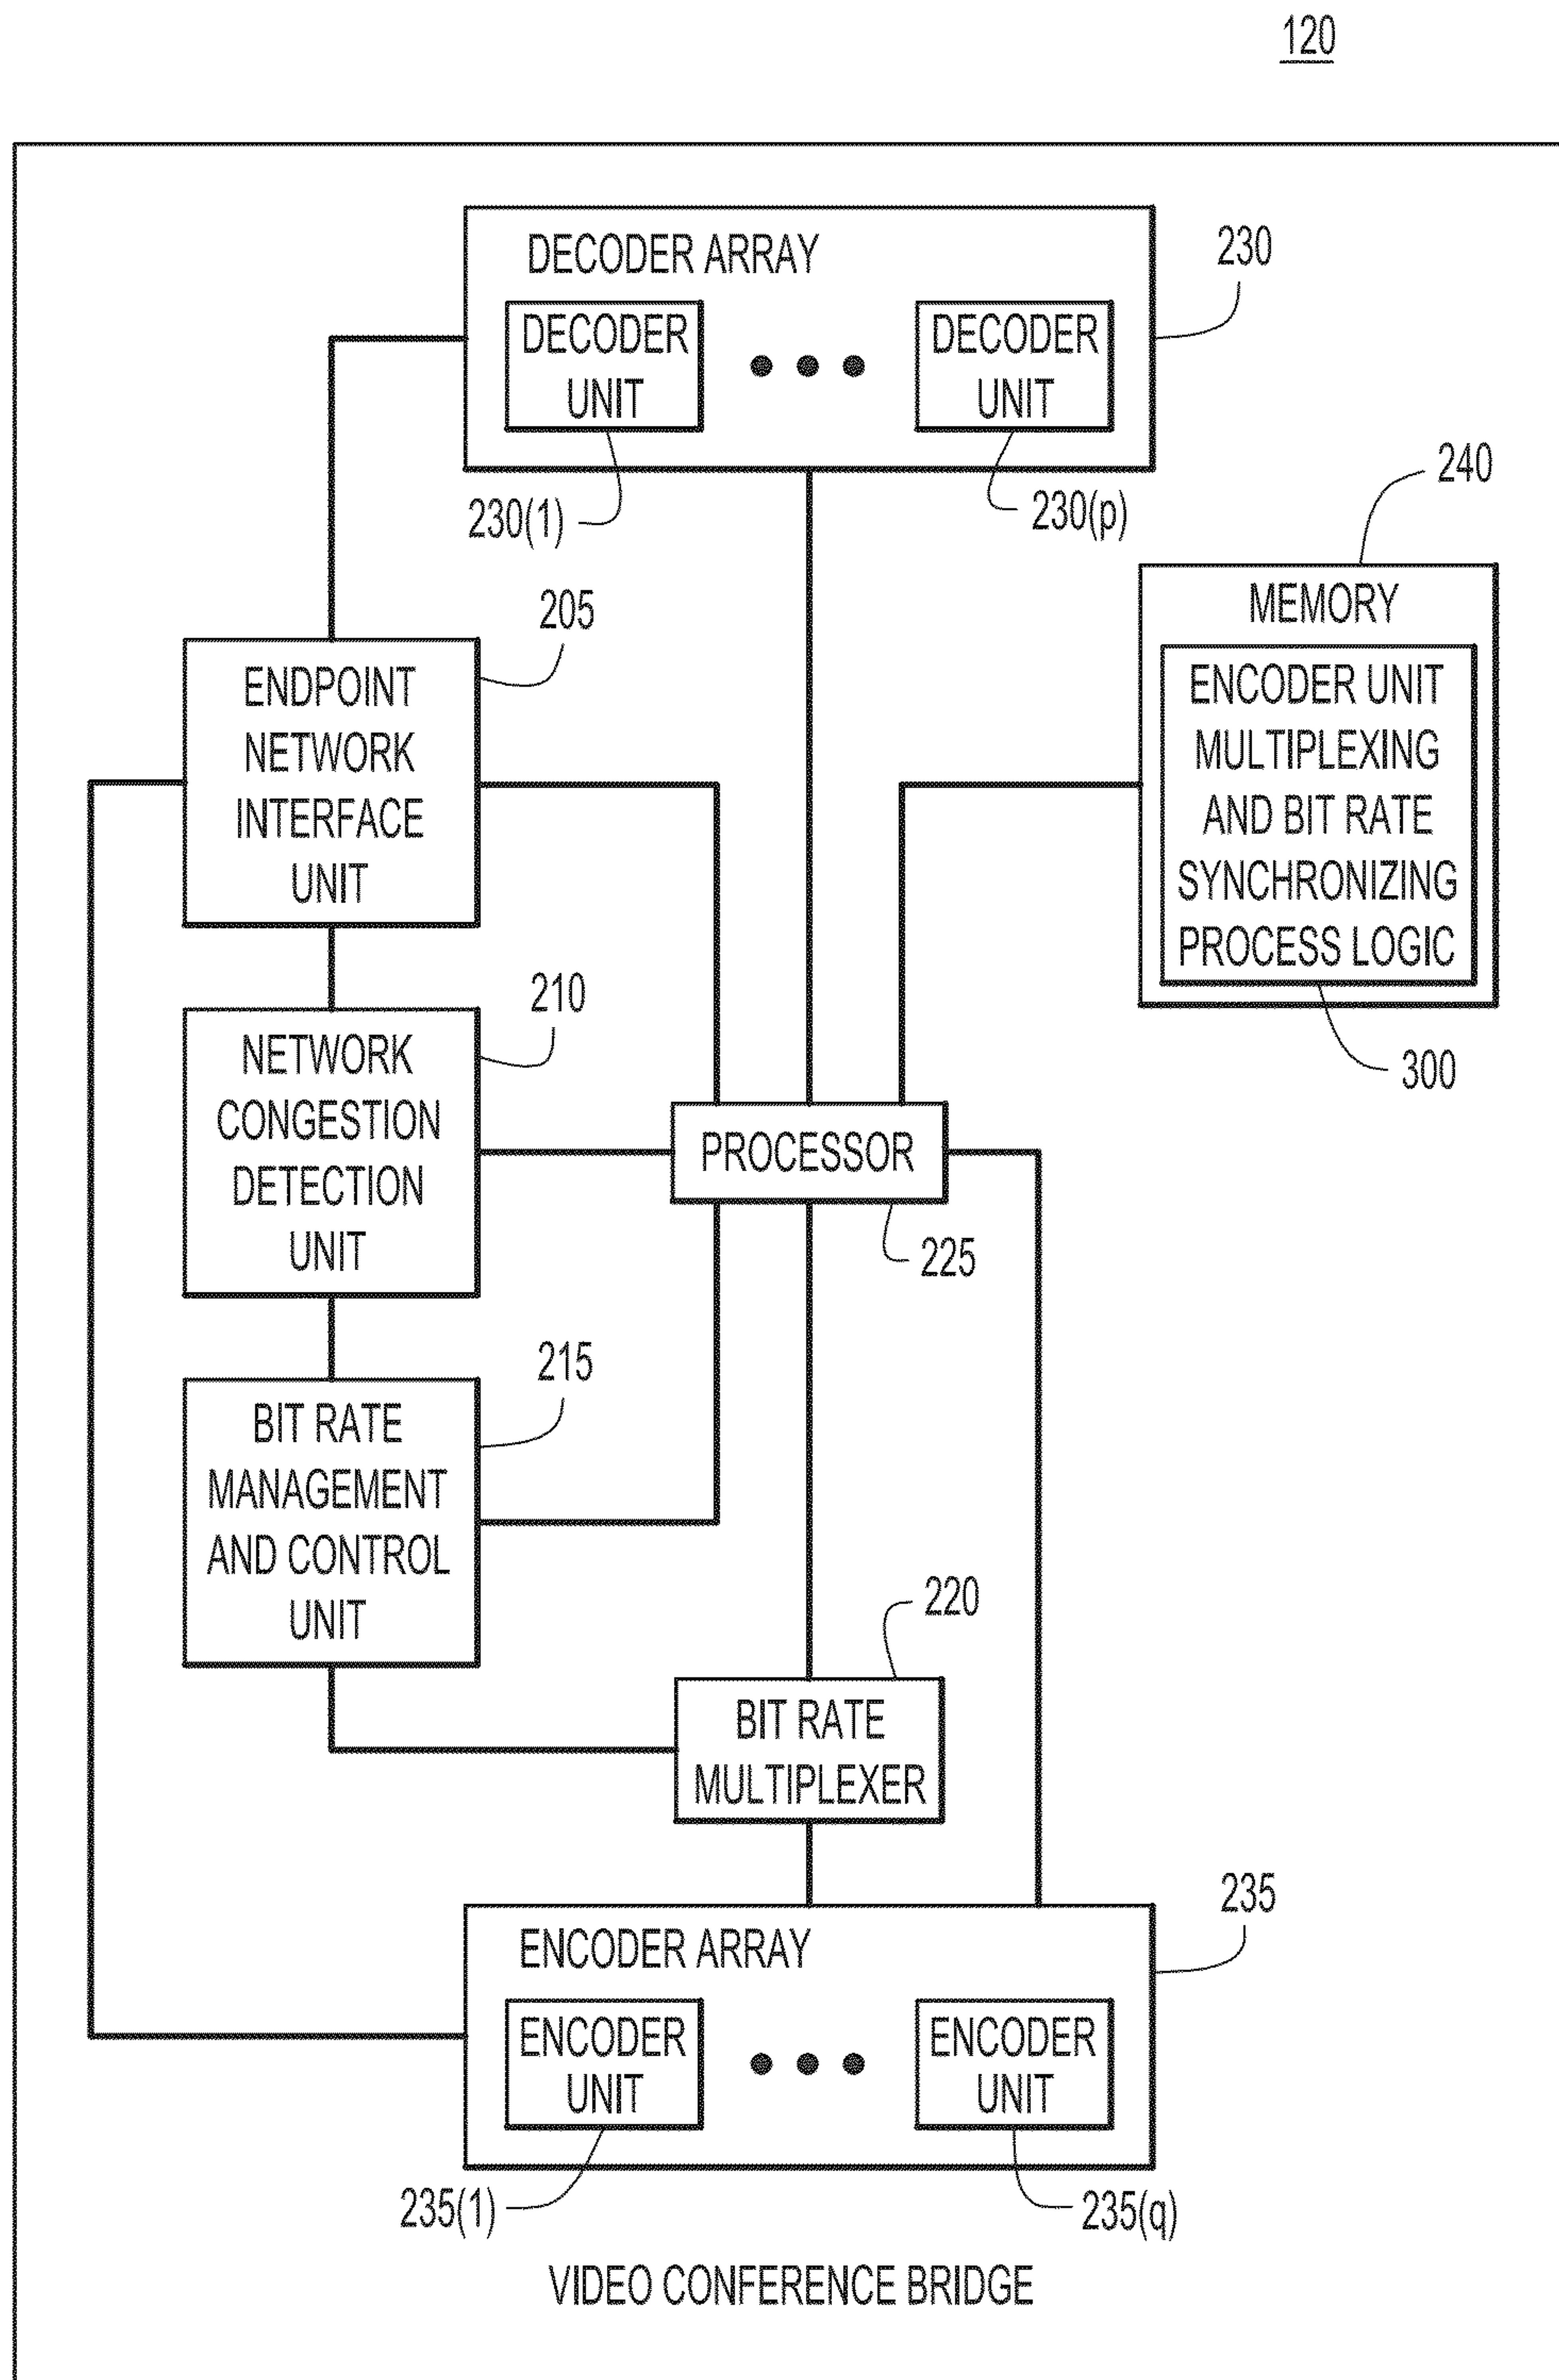 120
DECODER ARRAY
230
DECODER
UNIT
DECODER
UNIT
230(1)
230(p)
240
MEMORY
ENCODER UNIT
MULTIPLEXING
AND BIT RATE
SYNCHRONIZING
PROCESS LOGIC
300
205
ENDPOINT
NETWORK
INTERFACE
UNIT
210
NETWORK
CONGESTION
DETECTION
UNIT
PROCESSOR
225
215
BIT RATE
MANAGEMENT
AND CONTROL
UNIT
220
BIT RATE
MULTIPLEXER
235
ENCODER ARRAY
ENCODER
UNIT
ENCODER
UNIT
235(1)
235(q)
VIDEO CONFERENCE BRIDGE